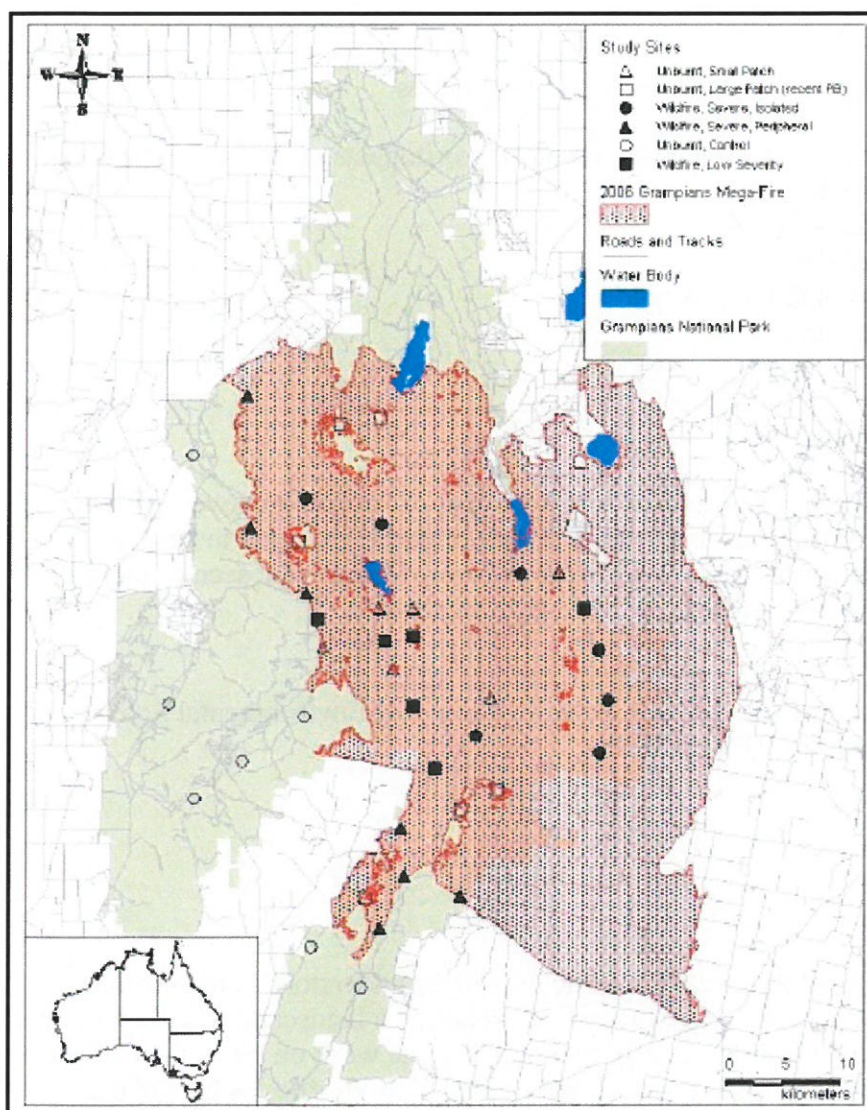 N
W E
S
Study Sites
Unburnt, Small Patch
Unburnt, Large Patch (recent PB)
Wildfire, Severe, Isolated
Wildfire, Severe, Peripheral
Unburnt, Control
Wildfire, Low Severity
2006 Grampians Mega-Fire
Roads and Tracks
Water Body
Grampians National Park
0 5 10
kilometers